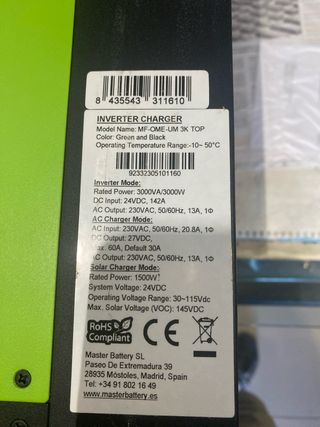 8 435543 311610
INVERTER CHARGER
Model Name: MF-OME-UM 3K TOP
Color: Green and Black
Operating Temperature Range:-10~ 50°C
92332305101160
Inverter Mode:
Rated Power: 3000VA/3000W
DC Input: 24VDC, 142A
AC Output: 230VAC, 50/60Hz, 13A, 1Φ
AC Charger Mode:
AC Input: 230VAC, 50/60Hz, 20.8A, 1Φ
DC Output: 27VDC,
Max. 60A, Default 30A
AC Output: 230VAC, 50/60Hz, 13A, 1Φ
Solar Charger Mode:
Rated Power: 1500W
System Voltage: 24VDC
Operating Voltage Range: 30~115Vdc
Max. Solar Voltage (VOC): 145VDC
RoHS
Compliant
CE
Master Battery SL
Paseo De Extremadura 39
28935 Móstoles, Madrid, Spain
Tel: +34 91 802 16 49
www.masterbattery.es